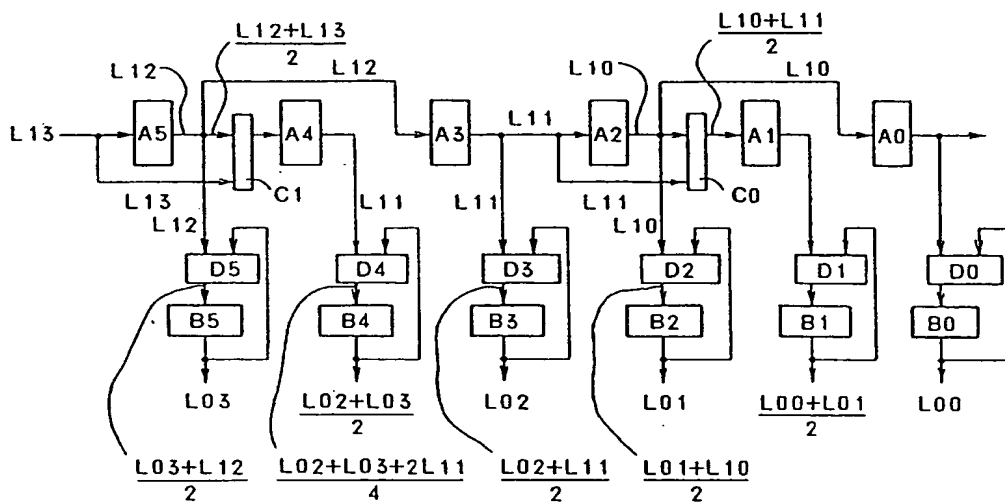 L12+L13
2
L10+L11
2
L12 L12 L10 L10
L13 A5 A4 A3 L11 A2 A1 A0
C1 C0
L13 L11 L11 L11
L12 L10
D5 D4 D3 D2 D1 D0
B5 B4 B3 B2 B1 B0
L03 L02+L03 L02 L01 L00+L01 L00
2 2
L03+L12 L02+L03+2L11 L02+L11 L01+L10
2 4 2 2